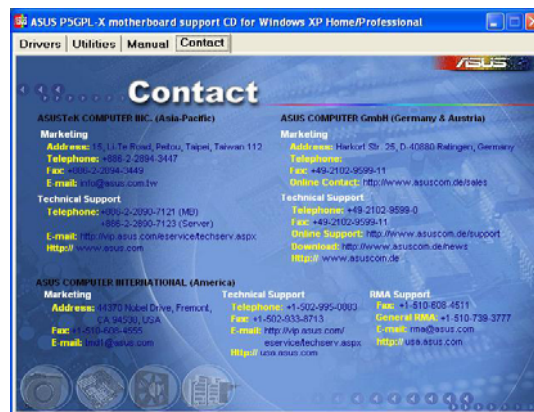 ASUS P5GPL-X motherboard support CD for Windows XP Home/Professional
Drivers Utilities Manual Contact
ASUS
Contact
ASUSTeK COMPUTER INC. (Asia-Pacific)
Marketing
Address: 15, Li-Te Road, Peitou, Taipei, Taiwan 112
Telephone: +886-2-2894-3447
Fax: +886-2-2894-3449
E-mail: info@asus.com.tw
Technical Support
Telephone: +886-2-2890-7121 (MB)
+886-2-2890-7123 (Server)
E-mail: http://vip.asus.com/eservice/techserv.aspx
Http:// www.asus.com
ASUS COMPUTER GmbH (Germany & Austria)
Marketing
Address: Harkort Str. 25, D-40880 Ratingen, Germany
Telephone:
Fax: +49-2102-9599-11
Online Contact: http://www.asuscom.de/sales
Technical Support
Telephone: +49-2102-9599-0
Fax: +49-2102-9599-11
Online Support: http://www.asuscom.de/support
Download: http://www.asuscom.de/news
Http:// www.asuscom.de
ASUS COMPUTER INTERNATIONAL (America)
Marketing
Address: 44370 Nobel Drive, Fremont,
CA 94538, USA
Fax: +1-510-608-4555
E-mail: tmd1@asus.com
Technical Support
Telephone: +1-502-995-0883
Fax: +1-502-933-8713
E-mail: http://vip.asus.com/
eservice/techserv.aspx
Http:// usa.asus.com
RMA Support
Fax: +1-510-608-4511
General RMA: +1-510-739-3777
E-mail: rma@asus.com
http:// usa.asus.com